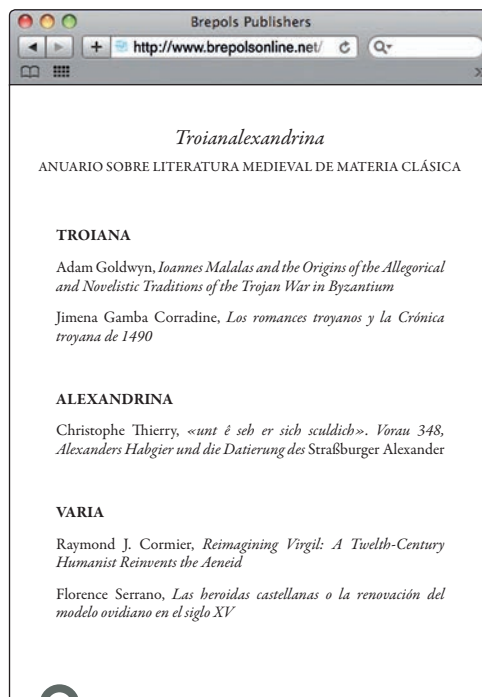 Brepols Publishers
http://www.brepolsonline.net/
Troianalexandrina
ANUARIO SOBRE LITERATURA MEDIEVAL DE MATERIA CLÁSICA
TROIANA
Adam Goldwyn, Ioannes Malalas and the Origins of the Allegorical
and Novelistic Traditions of the Trojan War in Byzantium
Jimena Gamba Corradine, Los romances troyanos y la Crónica
troyana de 1490
ALEXANDRINA
Christophe Thierry, «unt ê seh er sich sculdich». Vorau 348,
Alexanders Habgier und die Datierung des Straßburger Alexander
VARIA
Raymond J. Cormier, Reimagining Virgil: A Twelth-Century
Humanist Reinvents the Aeneid
Florence Serrano, Las heroidas castellanas o la renovación del
modelo ovidiano en el siglo XV